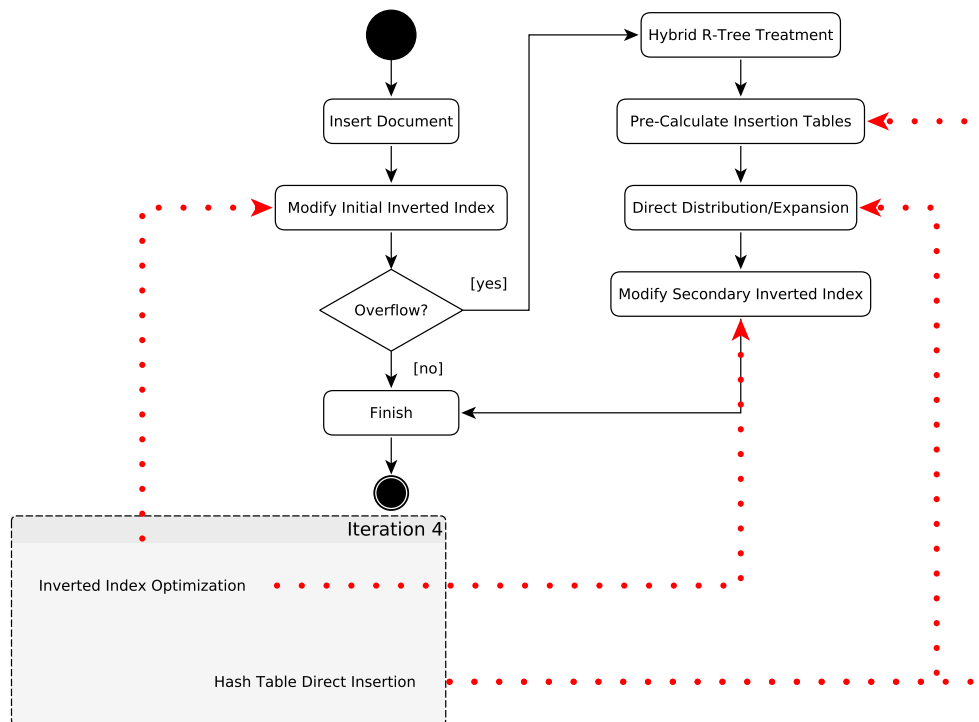 Hybrid R-Tree Treatment
Insert Document
Pre-Calculate Insertion Tables
Modify Initial Inverted Index
Direct Distribution/Expansion
[yes]
Overflow?
Modify Secondary Inverted Index
[no]
Finish
Iteration 4
Inverted Index Optimization
Hash Table Direct Insertion